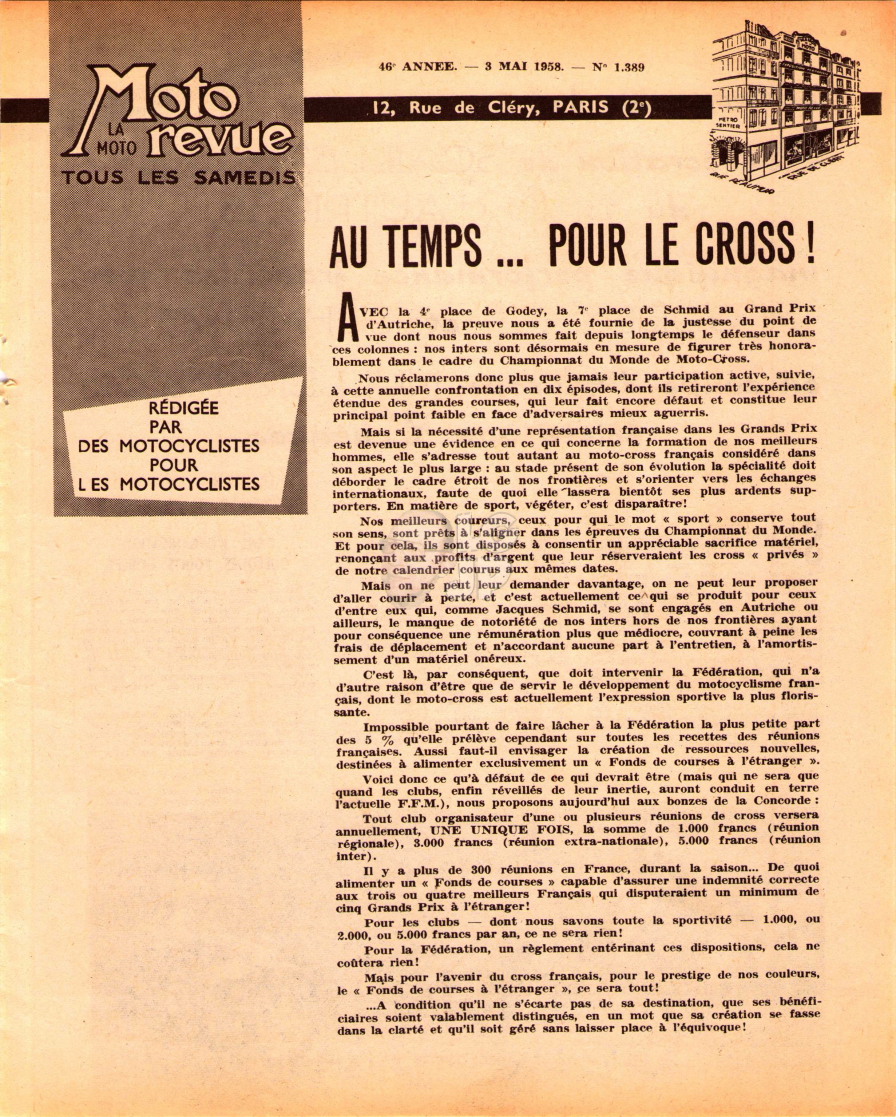 46e ANNEE. — 3 MAI 1958. — No 1.389
12, Rue de Cléry, PARIS (2e)
Moto
LA
MOTO revue
TOUS LES SAMEDIS
METRO
SENTIER
RUE REAUMUR
RUE DE CLERY
RÉDIGÉE
PAR
DES MOTOCYCLISTES
POUR
LES MOTOCYCLISTES
AU TEMPS ... POUR LE CROSS !
AVEC la 4e place de Godey, la 7e place de Schmid au Grand Prix
d'Autriche, la preuve nous a été fournie de la justesse du point de
vue dont nous nous sommes fait depuis longtemps le défenseur dans
ces colonnes : nos inters sont désormais en mesure de figurer très honora-
blement dans le cadre du Championnat du Monde de Moto-Cross.
Nous réclamerons donc plus que jamais leur participation active, suivie,
à cette annuelle confrontation en dix épisodes, dont ils retireront l'expérience
étendue des grandes courses, qui leur fait encore défaut et constitue leur
principal point faible en face d'adversaires mieux aguerris.
Mais si la nécessité d'une représentation française dans les Grands Prix
est devenue une évidence en ce qui concerne la formation de nos meilleurs
hommes, elle s'adresse tout autant au moto-cross français considéré dans
son aspect le plus large : au stade présent de son évolution la spécialité doit
déborder le cadre étroit de nos frontières et s'orienter vers les échanges
internationaux, faute de quoi elle lassera bientôt ses plus ardents sup-
porters. En matière de sport, végéter, c'est disparaître!
Nos meilleurs coureurs, ceux pour qui le mot « sport » conserve tout
son sens, sont prêts à s'aligner dans les épreuves du Championnat du Monde.
Et pour cela, ils sont disposés à consentir un appréciable sacrifice matériel,
renonçant aux profits d'argent que leur réserveraient les cross « privés »
de notre calendrier courus aux mêmes dates.
Mais on ne peut leur demander davantage, on ne peut leur proposer
d'aller courir à perte, et c'est actuellement ce qui se produit pour ceux
d'entre eux qui, comme Jacques Schmid, se sont engagés en Autriche ou
ailleurs, le manque de notoriété de nos inters hors de nos frontières ayant
pour conséquence une rémunération plus que médiocre, couvrant à peine les
frais de déplacement et n'accordant aucune part à l'entretien, à l'amortis-
sement d'un matériel onéreux.
C'est là, par conséquent, que doit intervenir la Fédération, qui n'a
d'autre raison d'être que de servir le développement du motocyclisme fran-
çais, dont le moto-cross est actuellement l'expression sportive la plus floris-
sante.
Impossible pourtant de faire lâcher à la Fédération la plus petite part
des 5 % qu'elle prélève cependant sur toutes les recettes des réunions
françaises. Aussi faut-il envisager la création de ressources nouvelles,
destinées à alimenter exclusivement un « Fonds de courses à l'étranger ».
Voici donc ce qu'à défaut de ce qui devrait être (mais qui ne sera que
quand les clubs, enfin réveillés de leur inertie, auront conduit en terre
l'actuelle F.F.M.), nous proposons aujourd'hui aux bonzes de la Concorde :
Tout club organisateur d'une ou plusieurs réunions de cross versera
annuellement, UNE UNIQUE FOIS, la somme de 1.000 francs (réunion
régionale), 3.000 francs (réunion extra-nationale), 5.000 francs (réunion
inter).
Il y a plus de 300 réunions en France, durant la saison... De quoi
alimenter un « Fonds de courses » capable d'assurer une indemnité correcte
aux trois ou quatre meilleurs Français qui disputeraient un minimum de
cinq Grands Prix à l'étranger!
Pour les clubs — dont nous savons toute la sportivité — 1.000, ou
2.000, ou 5.000 francs par an, ce ne sera rien!
Pour la Fédération, un règlement entérinant ces dispositions, cela ne
coûtera rien!
Mais pour l'avenir du cross français, pour le prestige de nos couleurs,
le « Fonds de courses à l'étranger », ce sera tout!
...A condition qu'il ne s'écarte pas de sa destination, que ses bénéfi-
ciaires soient valablement distingués, en un mot que sa création se fasse
dans la clarté et qu'il soit géré sans laisser place à l'équivoque!